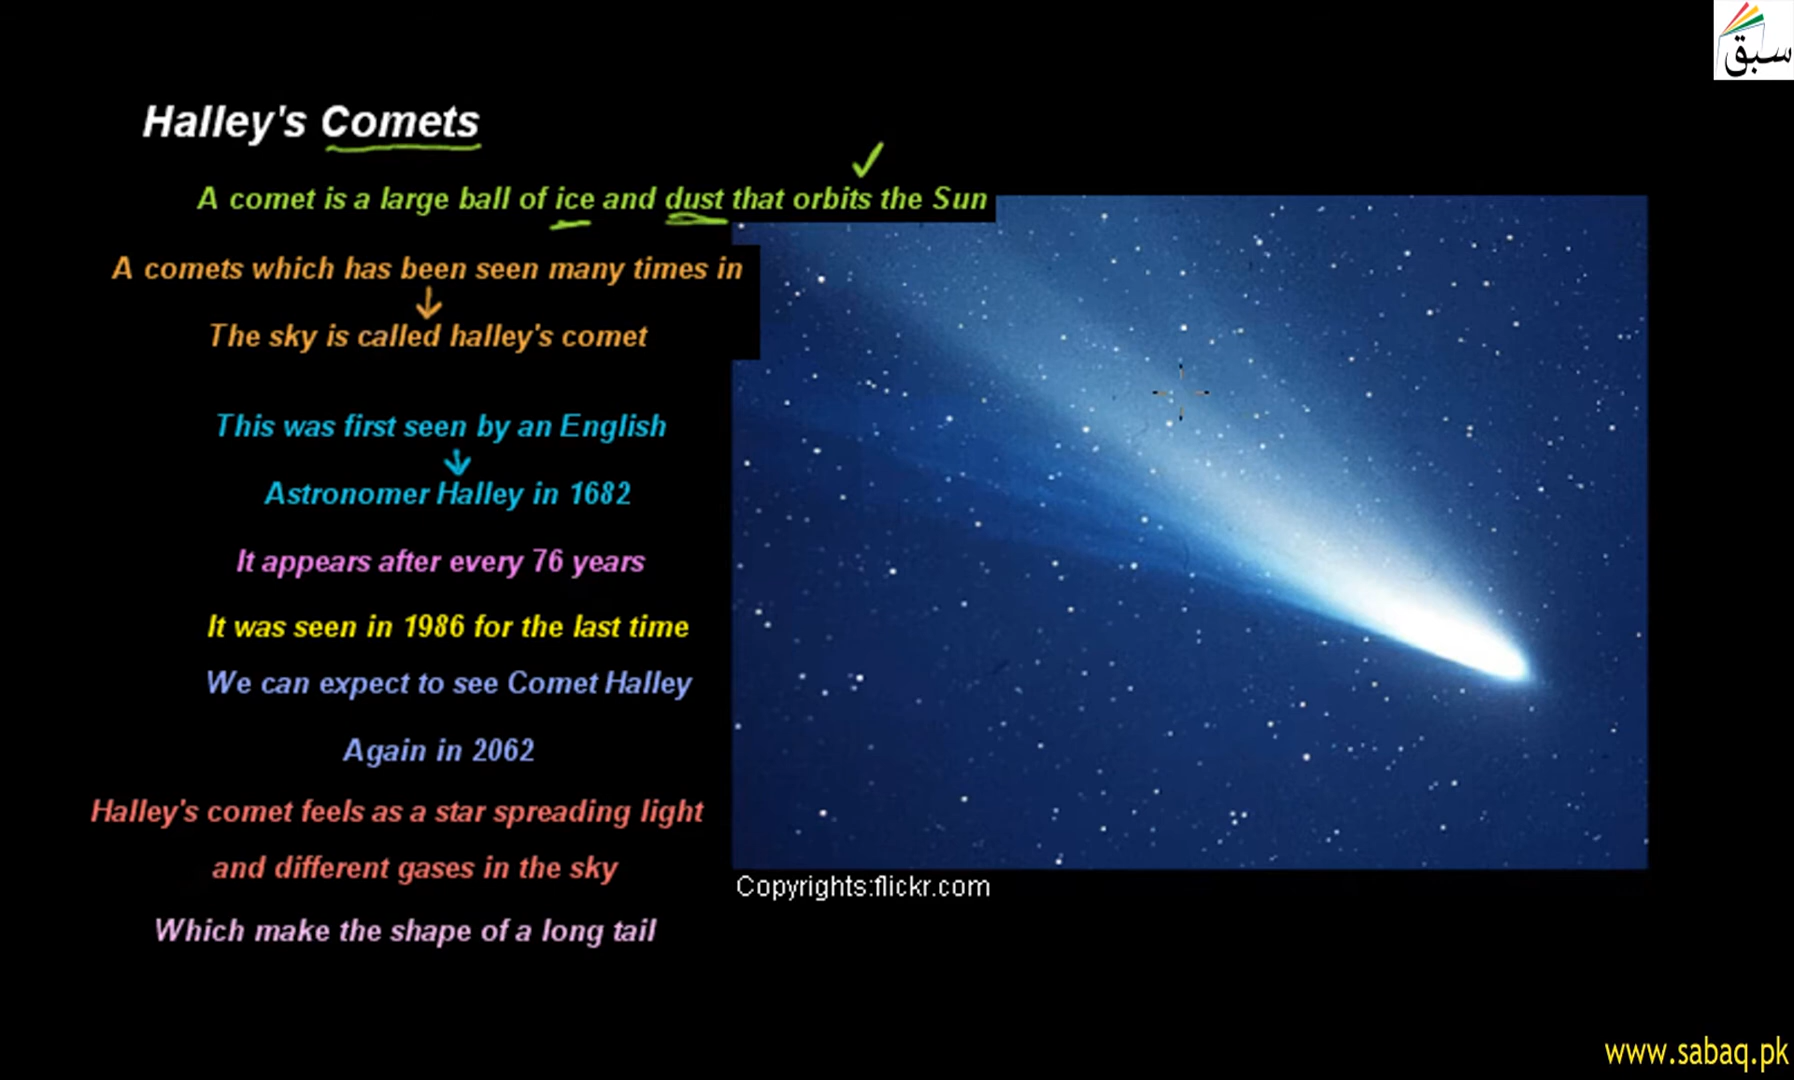 سبق
Halley's Comets
A comet is a large ball of ice and dust that orbits the Sun
A comets which has been seen many times in
The sky is called halley's comet
This was first seen by an English
Astronomer Halley in 1682
It appears after every 76 years
It was seen in 1986 for the last time
We can expect to see Comet Halley
Again in 2062
Halley's comet feels as a star spreading light
and different gases in the sky
Which make the shape of a long tail
Copyrights:flickr.com
www.sabaq.pk